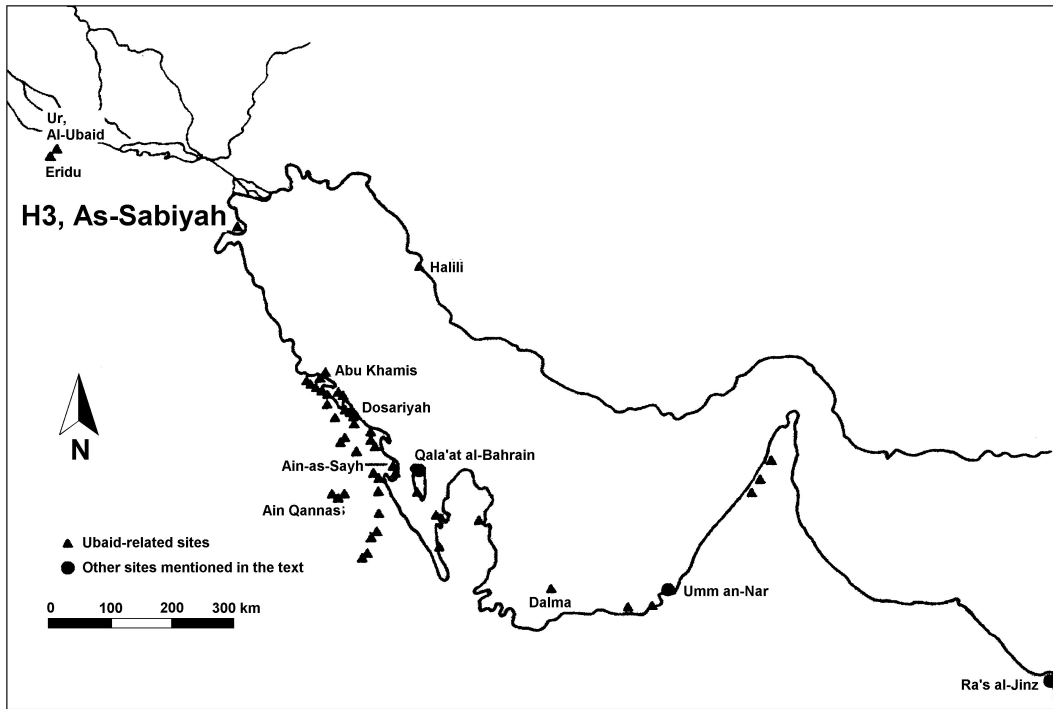 Ur,
Al-Ubaid
Eridu
H3, As-Sabiyah
Halili
Abu Khamis
N
Dosariyah
Qala'at al-Bahrain
Ain-as-Sayh
Ain Qannas
Ubaid-related sites
Other sites mentioned in the text
Dalma
Umm an-Nar
0 100 200 300 km
Ra's al-Jinz